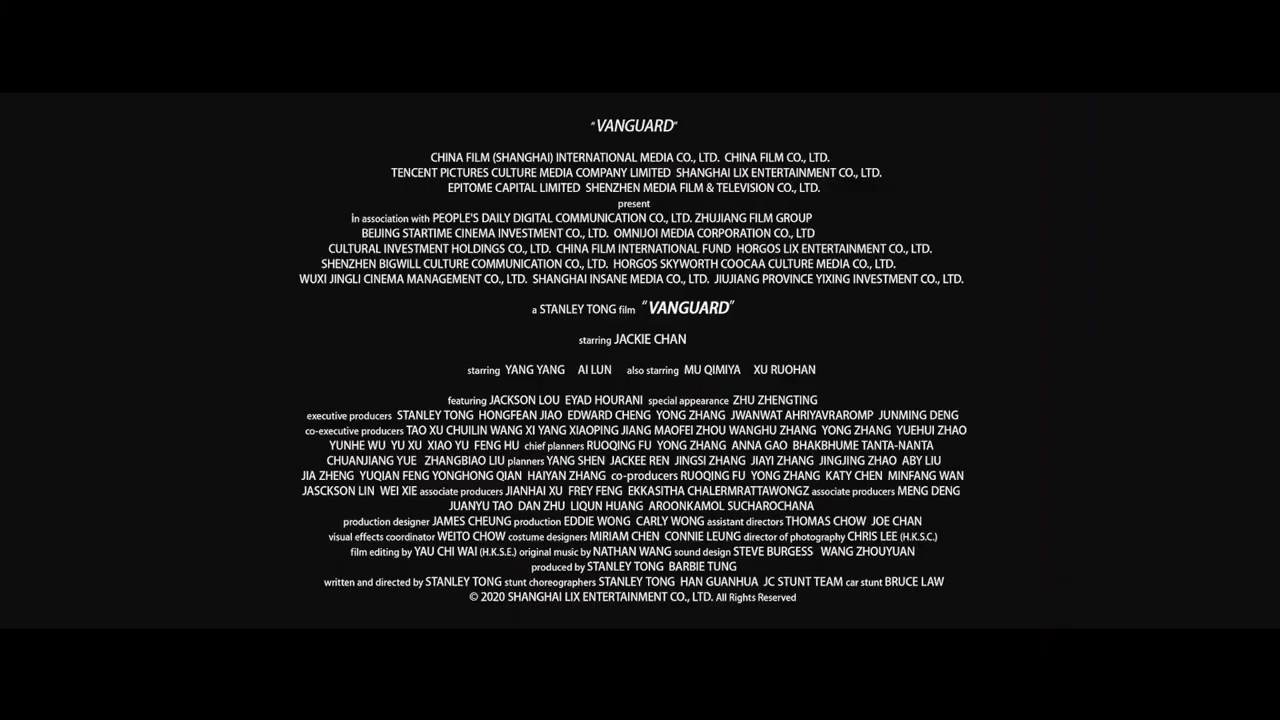 "VANGUARD"
CHINA FILM (SHANGHAI) INTERNATIONAL MEDIA CO., LTD. CHINA FILM CO., LTD.
TENCENT PICTURES CULTURE MEDIA COMPANY LIMITED SHANGHAI LIX ENTERTAINMENT CO., LTD.
EPITOME CAPITAL LIMITED SHENZHEN MEDIA FILM & TELEVISION CO., LTD.
present
in association with PEOPLE'S DAILY DIGITAL COMMUNICATION CO., LTD. ZHUJIANG FILM GROUP
BEIJING STARTIME CINEMA INVESTMENT CO., LTD. OMNIJOI MEDIA CORPORATION CO., LTD
CULTURAL INVESTMENT HOLDINGS CO., LTD. CHINA FILM INTERNATIONAL FUND HORGOS LIX ENTERTAINMENT CO., LTD.
SHENZHEN BIGWILL CULTURE COMMUNICATION CO., LTD. HORGOS SKYWORTH COOCAA CULTURE MEDIA CO., LTD.
WUXI JINGLI CINEMA MANAGEMENT CO., LTD. SHANGHAI INSANE MEDIA CO., LTD. JIUJIANG PROVINCE YIXING INVESTMENT CO., LTD.
a STANLEY TONG film "VANGUARD"
starring JACKIE CHAN
starring YANG YANG AI LUN also starring MU QIMIYA XU RUOHAN
featuring JACKSON LOU EYAD HOURANI special appearance ZHU ZHENGTING
executive producers STANLEY TONG HONGFEAN JIAO EDWARD CHENG YONG ZHANG JWANWAT AHRIYAVRAROMP JUNMING DENG
co-executive producers TAO XU CHUILIN WANG XI YANG XIAOPING JIANG MAOFEI ZHOU WANGHU ZHANG YONG ZHANG YUEHUI ZHAO
YUNHE WU YU XU XIAO YU FENG HU chief planners RUOQING FU YONG ZHANG ANNA GAO BHAKBHUME TANTA-NANTA
CHUANJIANG YUE ZHANGBIAO LIU planners YANG SHEN JACKEE REN JINGSI ZHANG JIAYI ZHANG JINGJING ZHAO ABY LIU
JIA ZHENG YUQIAN FENG YONGHONG QIAN HAIYAN ZHANG co-producers RUOQING FU YONG ZHANG KATY CHEN MINFANG WAN
JASCKSON LIN WEI XIE associate producers JIANHAI XU FREY FENG EKKASITHA CHALERMRATTAWONGZ associate producers MENG DENG
JUANYU TAO DAN ZHU LIQUN HUANG AROONKAMOL SUCHAROCHANA
production designer JAMES CHEUNG production EDDIE WONG CARLY WONG assistant directors THOMAS CHOW JOE CHAN
visual effects coordinator WEITO CHOW costume designers MIRIAM CHEN CONNIE LEUNG director of photography CHRIS LEE (H.K.S.C.)
film editing by YAU CHI WAI (H.K.S.E.) original music by NATHAN WANG sound design STEVE BURGESS WANG ZHOUYUAN
produced by STANLEY TONG BARBIE TUNG
written and directed by STANLEY TONG stunt choreographers STANLEY TONG HAN GUANHUA JC STUNT TEAM car stunt BRUCE LAW
© 2020 SHANGHAI LIX ENTERTAINMENT CO., LTD. All Rights Reserved